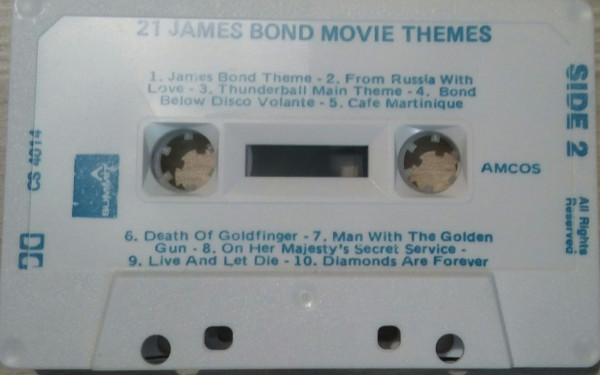 21 JAMES BOND MOVIE THEMES
1. James Bond Theme - 2. From Russia With
Love - 3. Thunderball Main Theme - 4. Bond
Below Disco Volante - 5. Cafe Martinique
SIDE 2
CS 4014
SUMMIT
AMCOS
All Rights
Reserved
6. Death Of Goldfinger - 7. Man With The Golden
Gun - 8. On Her Majesty's Secret Service -
9. Live And Let Die - 10. Diamonds Are Forever